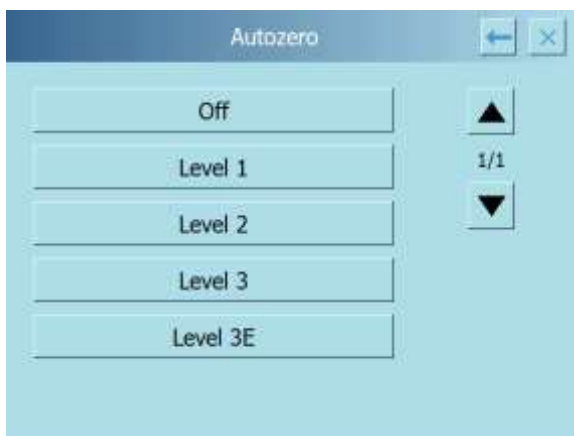 Autozero
Off
1/1
Level 1
Level 2
Level 3
Level 3E